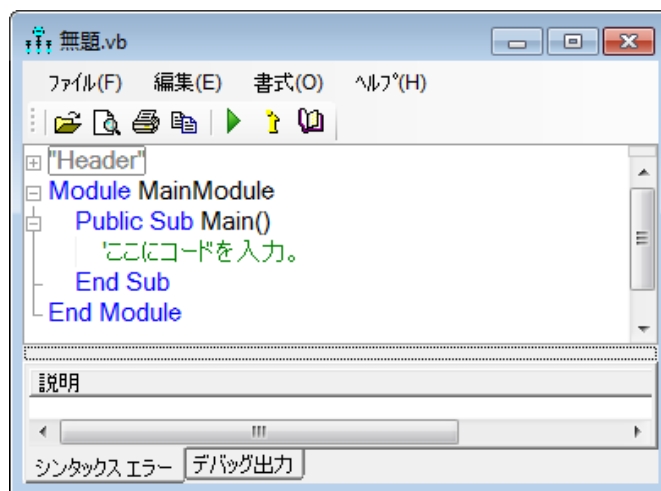 無題.vb
ファイル(F) 編集(E) 書式(O) ヘルプ(H)
"Header"
Module MainModule
Public Sub Main()
'ここにコードを入力。
End Sub
End Module
説明
シンタックス エラー デバッグ出力